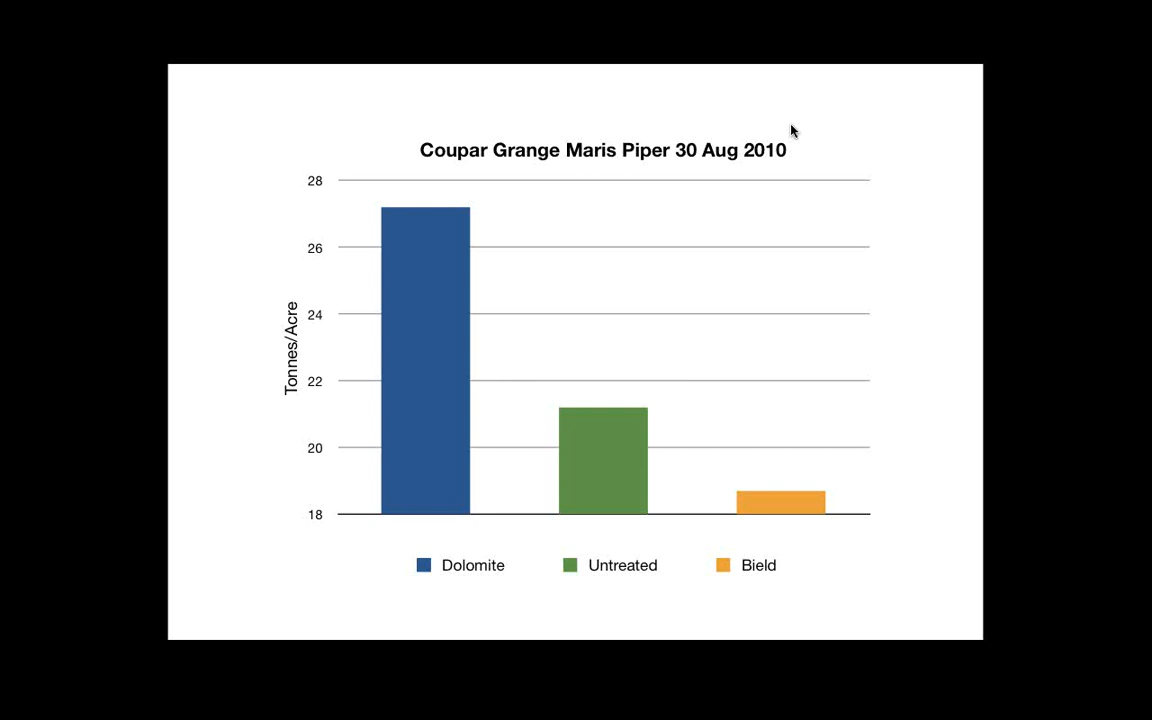 Coupar Grange Maris Piper 30 Aug 2010
28
26
24
22
20
18
Tonnes/Acre
Dolomite Untreated Bield